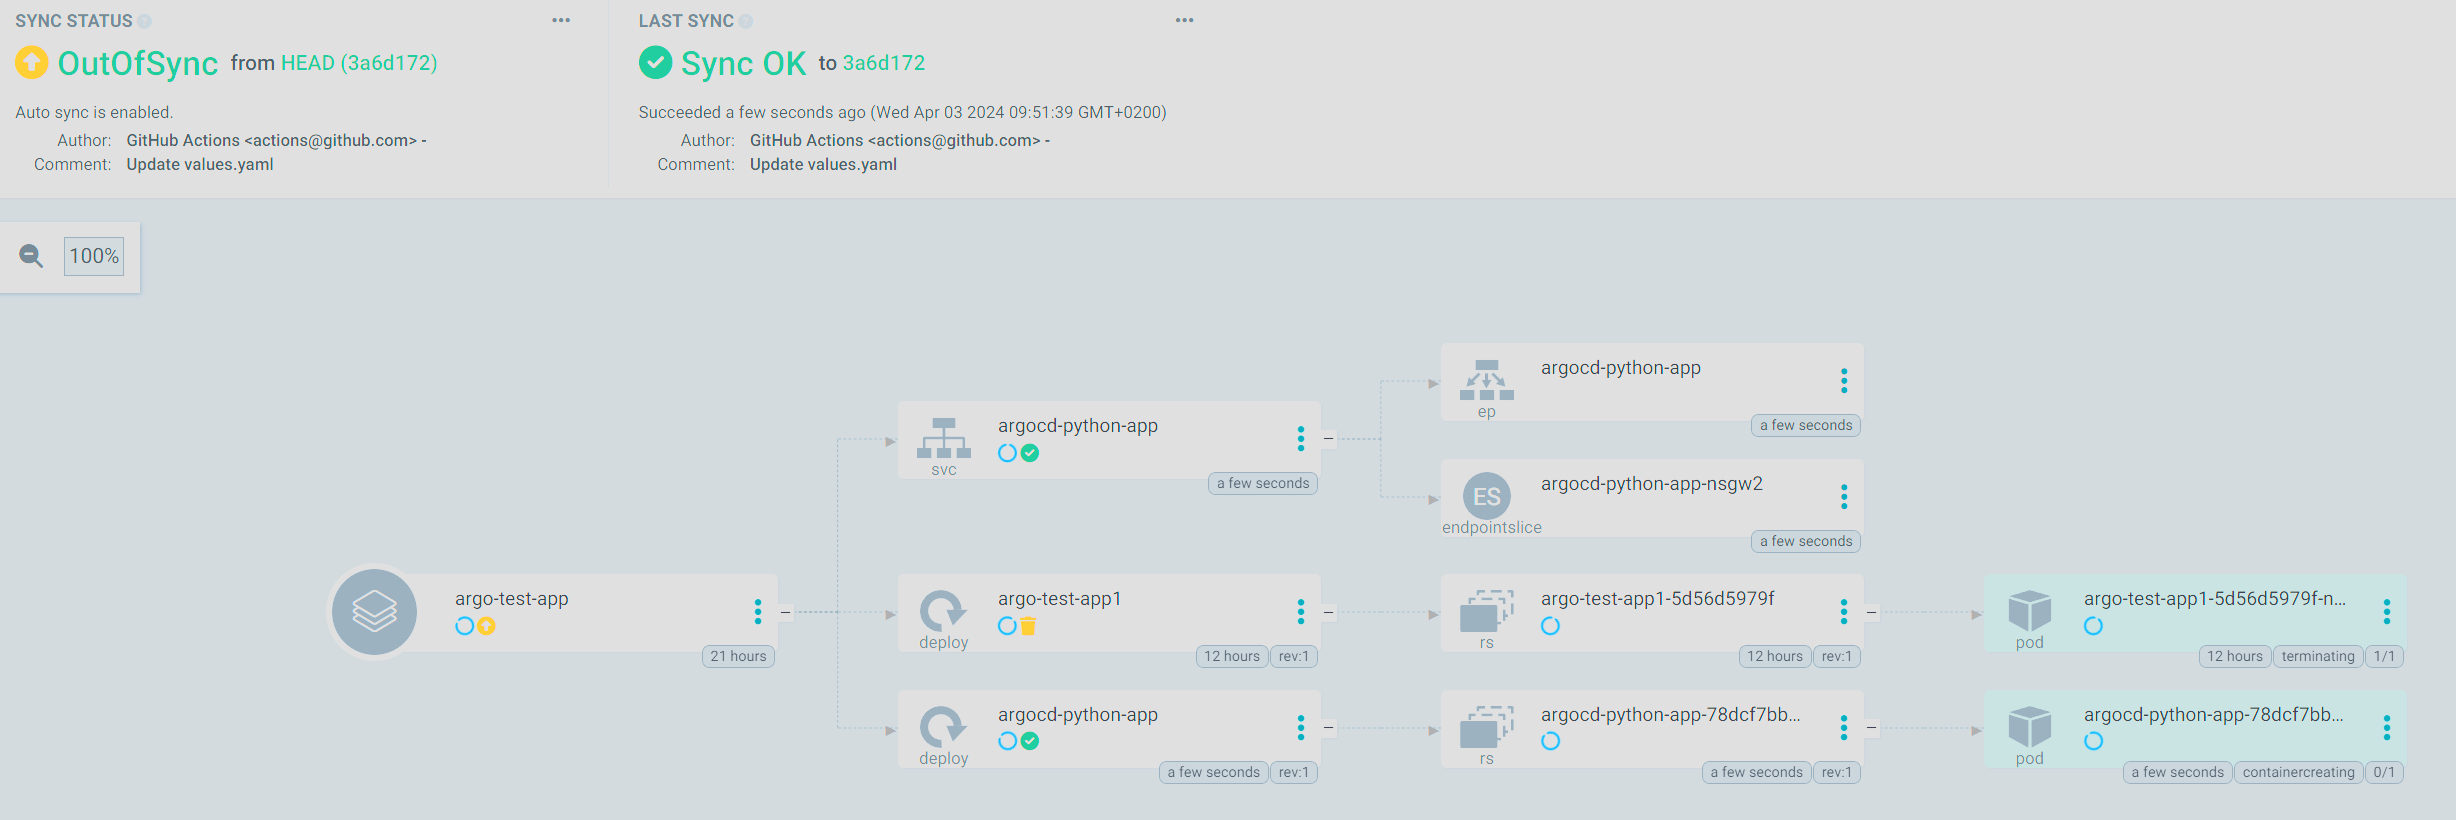 SYNC STATUS
OutOfSync from HEAD (3a6d172)
Auto sync is enabled.
Author: GitHub Actions <actions@github.com> -
Comment: Update values.yaml
LAST SYNC
Sync OK to 3a6d172
Succeeded a few seconds ago (Wed Apr 03 2024 09:51:39 GMT+0200)
Author: GitHub Actions <actions@github.com> -
Comment: Update values.yaml
100%
argo-test-app
21 hours
argocd-python-app
svc
a few seconds
argo-test-app1
deploy
12 hours rev:1
argocd-python-app
deploy
a few seconds rev:1
argocd-python-app
ep
a few seconds
argocd-python-app-nsgw2
ES
endpointslice
a few seconds
argo-test-app1-5d56d5979f
rs
12 hours rev:1
argocd-python-app-78dcf7bb...
rs
a few seconds rev:1
argo-test-app1-5d56d5979f-n...
pod
12 hours terminating 1/1
argocd-python-app-78dcf7bb...
pod
a few seconds containercreating 0/1